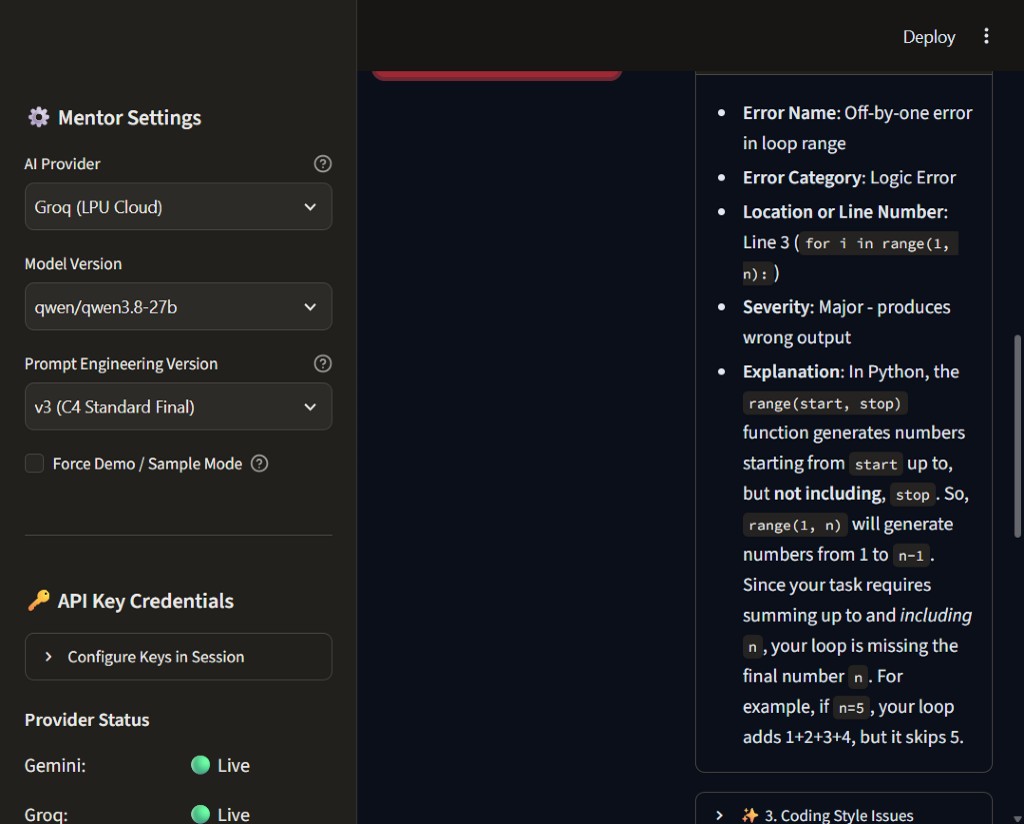 Deploy
Mentor Settings
AI Provider
Groq (LPU Cloud)
Model Version
qwen/qwen3.8-27b
Prompt Engineering Version
v3 (C4 Standard Final)
Force Demo / Sample Mode
API Key Credentials
Configure Keys in Session
Provider Status
Gemini: Live
Groq: Live
Error Name: Off-by-one error
in loop range
Error Category: Logic Error
Location or Line Number:
Line 3 ( for i in range(1,
n): )
Severity: Major - produces
wrong output
Explanation: In Python, the
range(start, stop)
function generates numbers
starting from start up to,
but not including, stop . So,
range(1, n) will generate
numbers from 1 to n-1 .
Since your task requires
summing up to and including
n , your loop is missing the
final number n . For
example, if n=5 , your loop
adds 1+2+3+4, but it skips 5.
3. Coding Style Issues